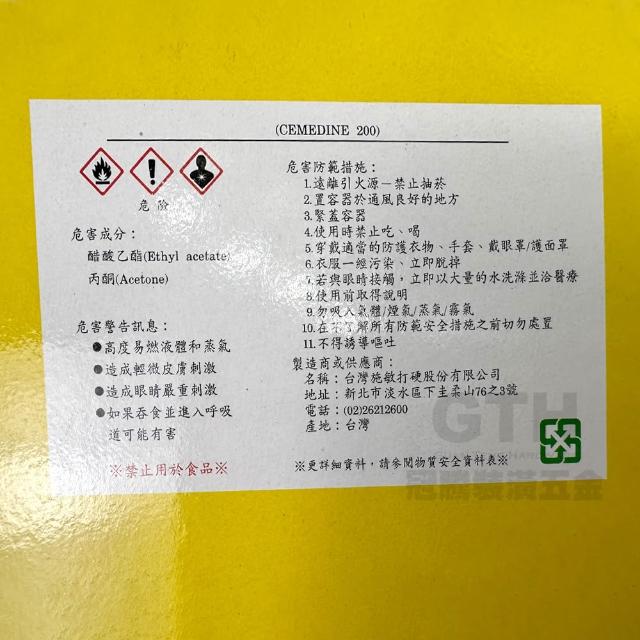 (CEMEDINE 200)
危險
危害成分：
醋酸乙酯(Ethyl acetate)
丙酮(Acetone)
危害警告訊息：
●高度易燃液體和蒸氣
●造成輕微皮膚刺激
●造成眼睛嚴重刺激
●如果吞食並進入呼吸
道可能有害
※禁止用於食品※
危害防範措施：
1.遠離引火源－禁止抽菸
2.置容器於通風良好的地方
3.緊蓋容器
4.使用時禁止吃、喝
5.穿戴適當的防護衣物、手套、戴眼罩/護面罩
6.衣服一經污染、立即脫掉
7.若與眼睛接觸，立即以大量的水洗滌並洽醫療
8.使用前取得說明
9.勿吸入氣體/煙氣/蒸氣/霧氣
10.在不了解所有防範安全措施之前切勿處置
11.不得誘導嘔吐
製造商或供應商：
名稱：台灣施敏打硬股份有限公司
地址：新北市淡水區下圭柔山76之3號
電話：(02)26212600
產地：台灣
※更詳細資料，請參閱物質安全資料表※
GTH
冠騰裝潢五金